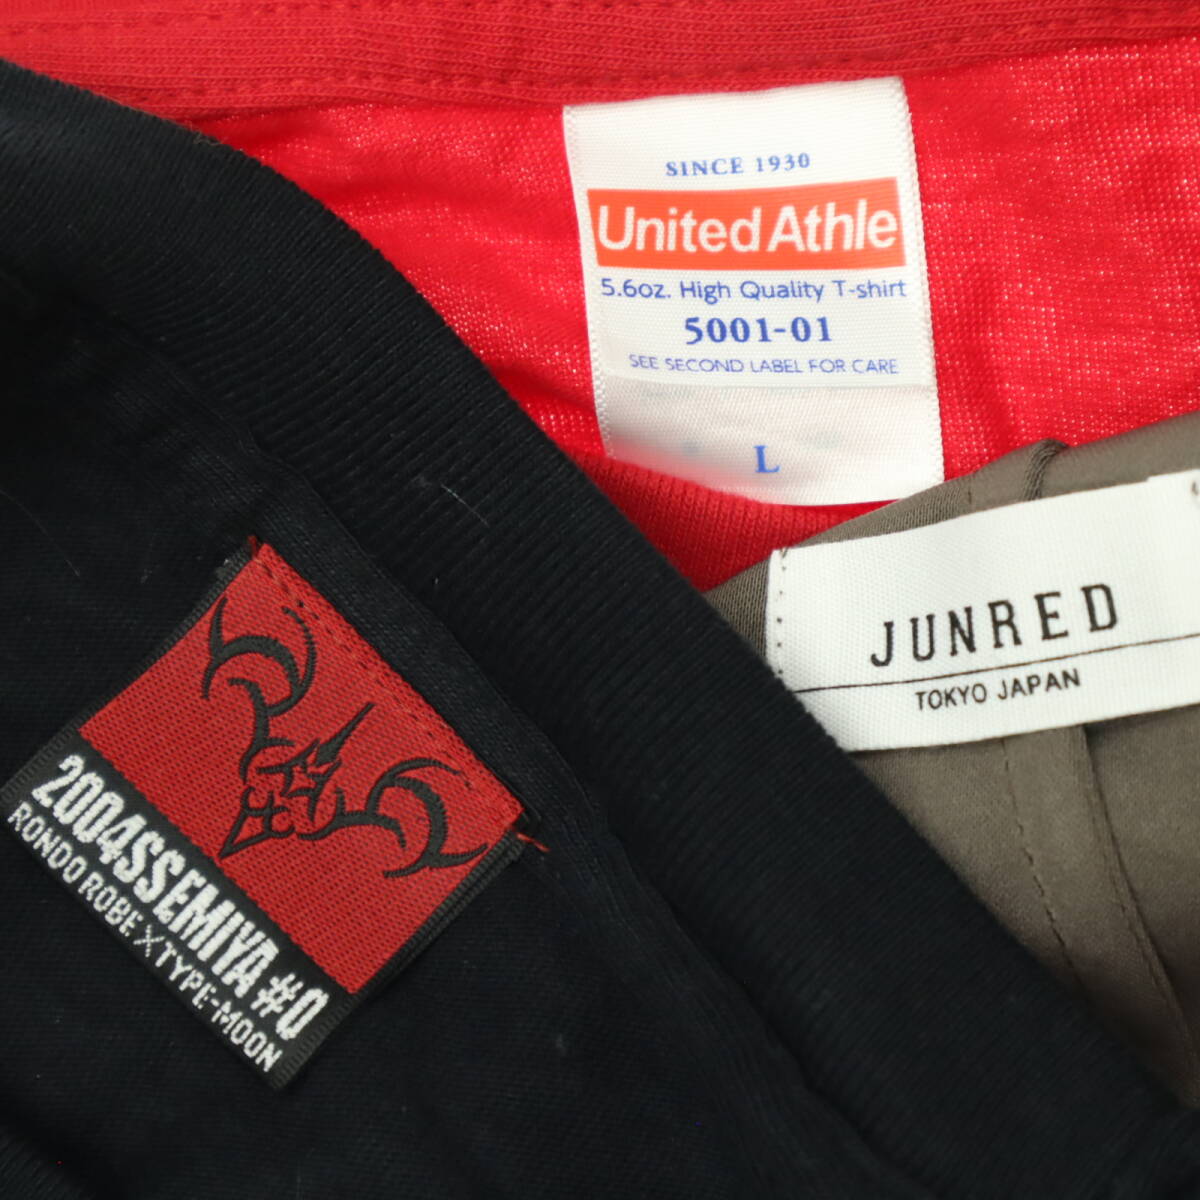 SINCE 1930
United Athle
5.6oz. High Quality T-shirt
5001-01
SEE SECOND LABEL FOR CARE
L
JUNRED
TOKYO JAPAN
2004SSEMIYA #0
RONDO ROBE×TYPE-MOON